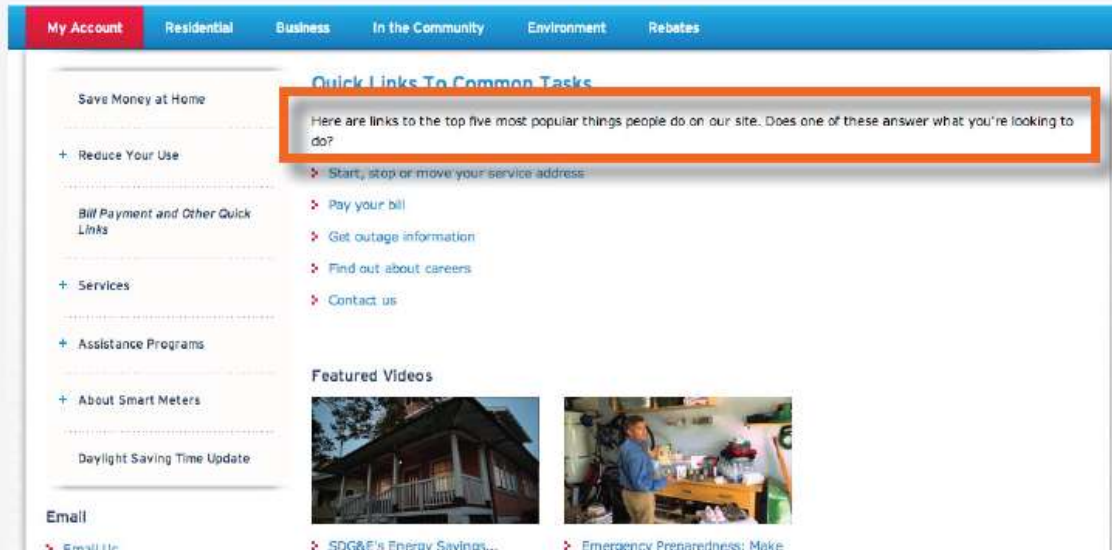 My Account Residential Business In the Community Environment Rebates
Save Money at Home
+ Reduce Your Use
Bill Payment and Other Quick
Links
+ Services
+ Assistance Programs
+ About Smart Meters
Daylight Saving Time Update
Email
Email Us
Quick Links To Common Tasks
Here are links to the top five most popular things people do on our site. Does one of these answer what you're looking to
do?
Start, stop or move your service address
Pay your bill
Get outage information
Find out about careers
Contact us
Featured Videos
SDG&E's Energy Savings...
Emergency Preparedness: Make